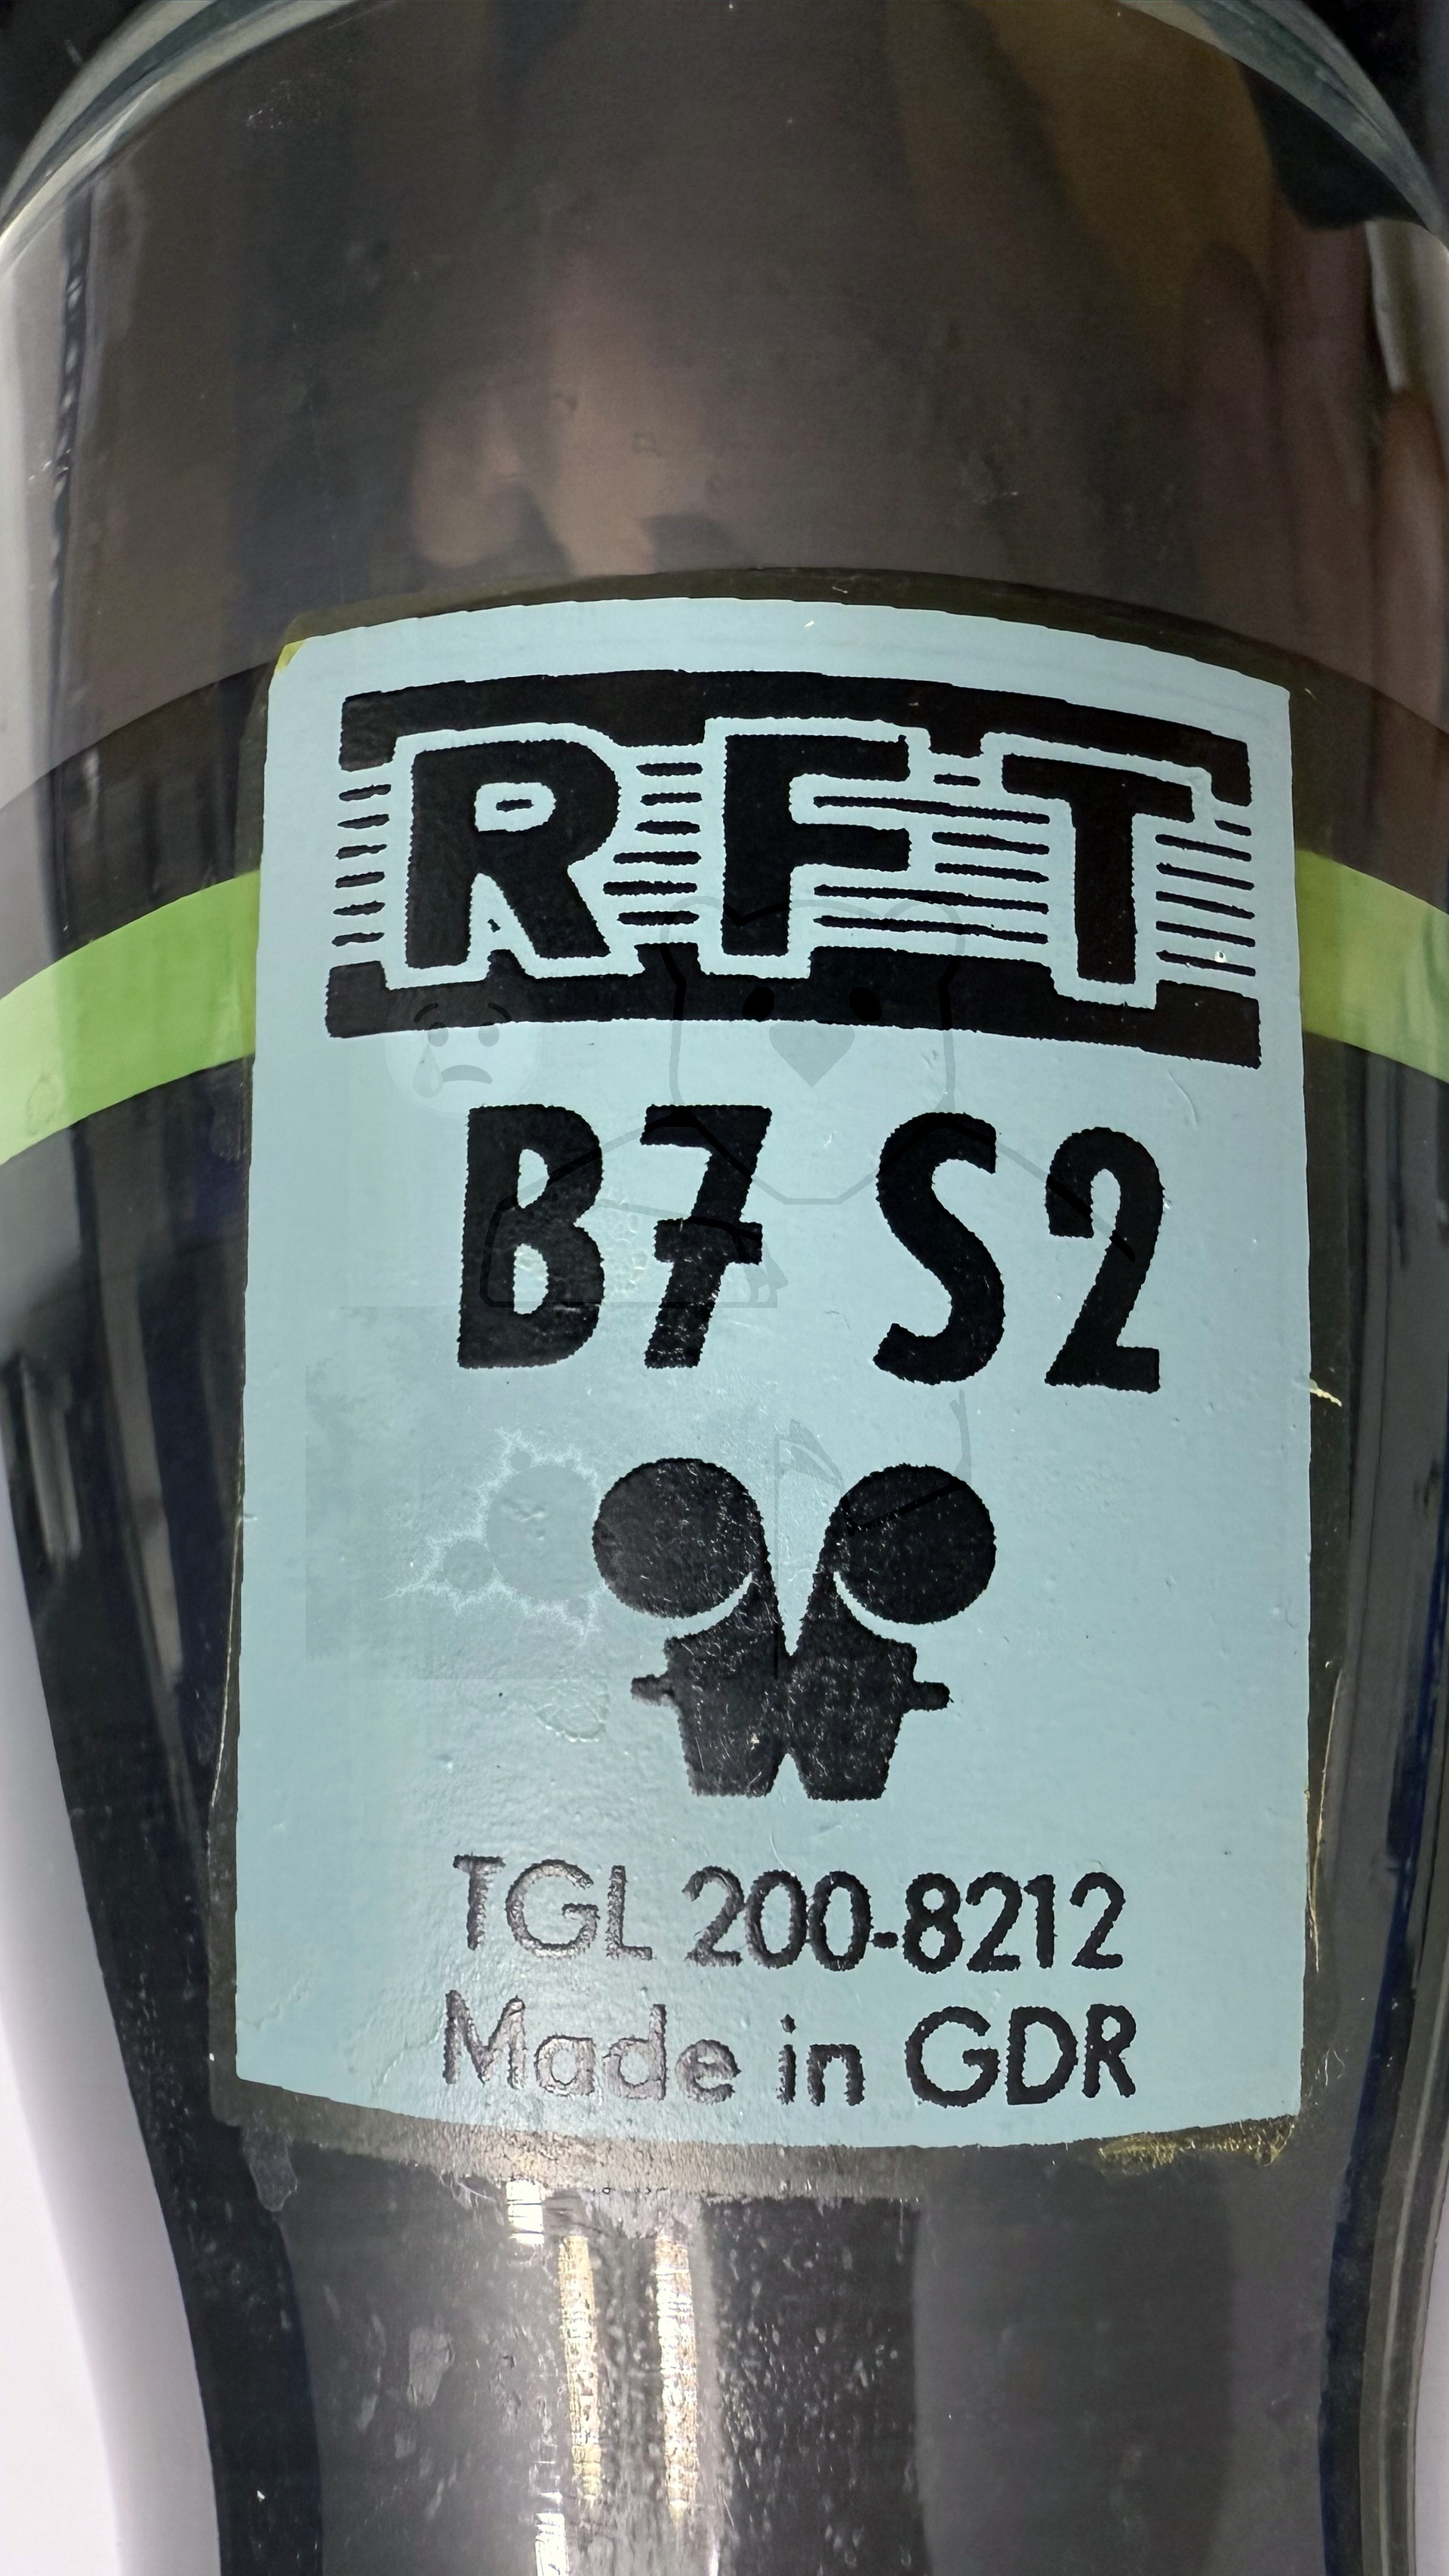 RFT
B7 S2
TGL 200-8212
Made in GDR